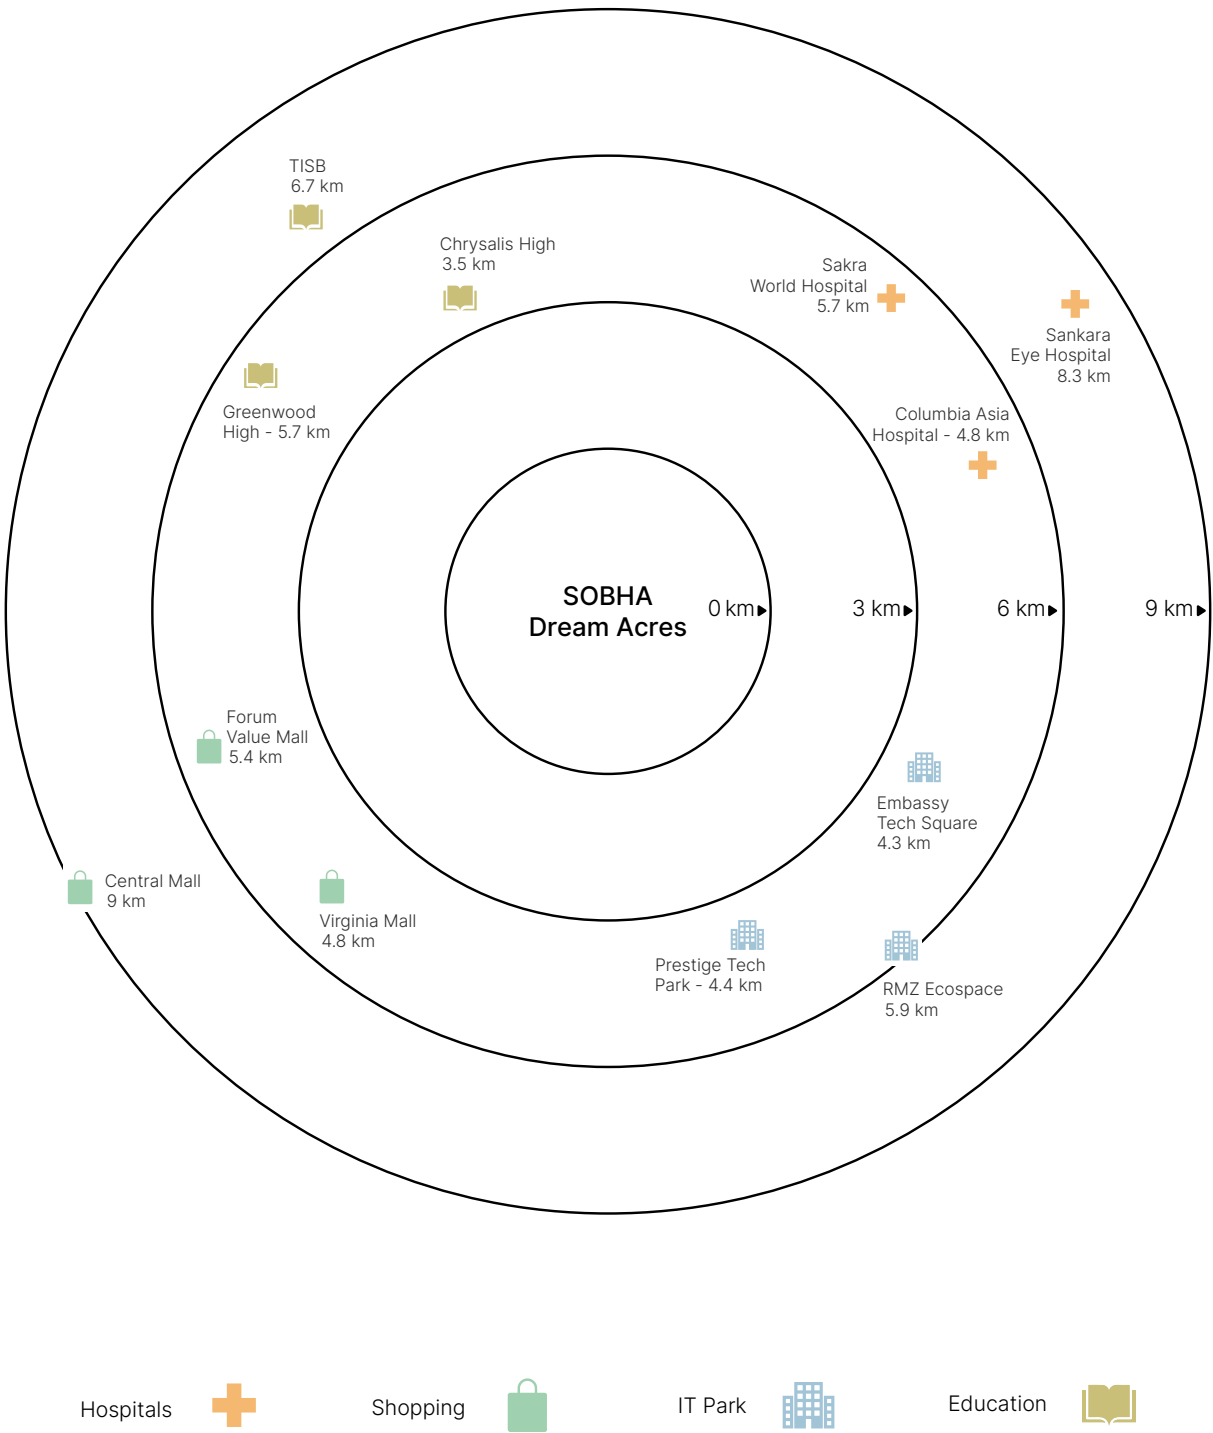 TISB
6.7 km
Chrysalis High
3.5 km
Sakra
World Hospital
5.7 km
Sankara
Eye Hospital
8.3 km
Greenwood
High - 5.7 km
Columbia Asia
Hospital - 4.8 km
SOBHA
Dream Acres
0 km
3 km
6 km
9 km
Forum
Value Mall
5.4 km
Embassy
Tech Square
4.3 km
Central Mall
9 km
Virginia Mall
4.8 km
Prestige Tech
Park - 4.4 km
RMZ Ecospace
5.9 km
Hospitals
Shopping
IT Park
Education